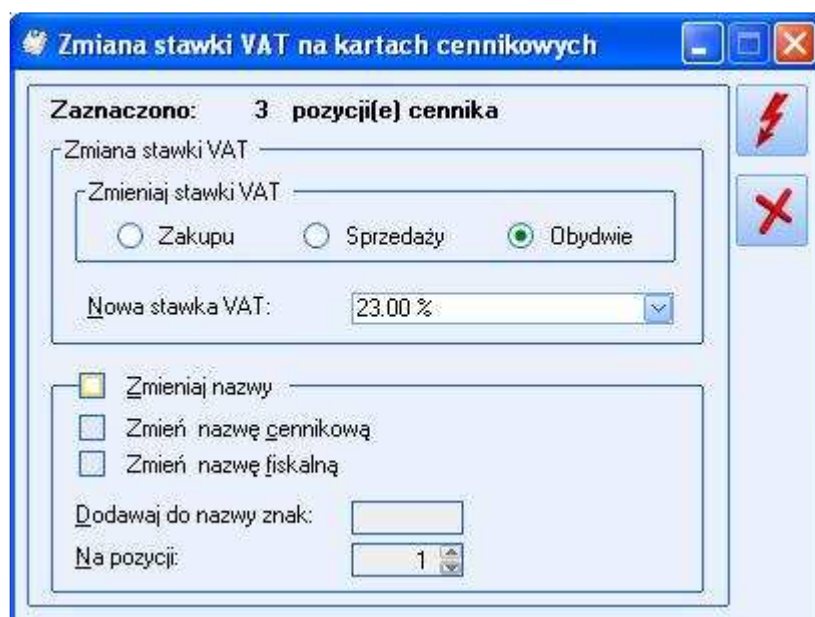 Zmiana stawki VAT na kartach cennikowych
Zaznaczono: 3 pozycji(e) cennika
Zmiana stawki VAT
Zmieniaj stawki VAT
Zakupu Sprzedaży Obydwie
Nowa stawka VAT: 23.00 %
Zmieniaj nazwy
Zmień nazwę cennikową
Zmień nazwę fiskalną
Dodawaj do nazwy znak:
Na pozycji: 1